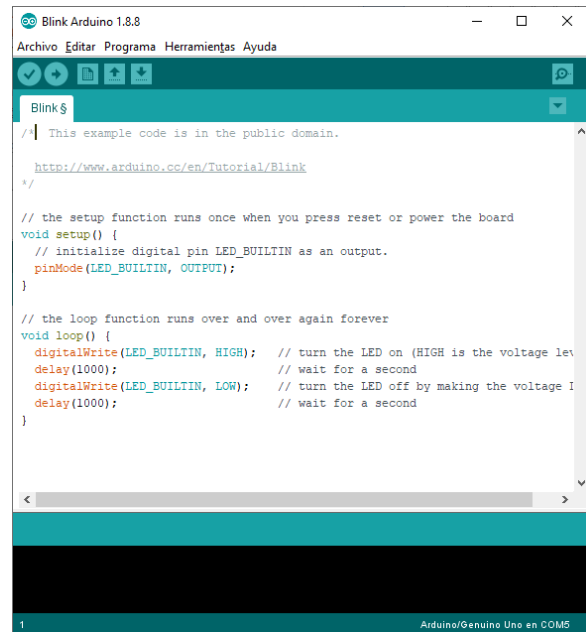 Blink Arduino 1.8.8
Archivo Editar Programa Herramientas Ayuda
Blink §
/* This example code is in the public domain.
http://www.arduino.cc/en/Tutorial/Blink
*/
// the setup function runs once when you press reset or power the board
void setup() {
// initialize digital pin LED_BUILTIN as an output.
pinMode(LED_BUILTIN, OUTPUT);
}
// the loop function runs over and over again forever
void loop() {
digitalWrite(LED_BUILTIN, HIGH); // turn the LED on (HIGH is the voltage lev
delay(1000); // wait for a second
digitalWrite(LED_BUILTIN, LOW); // turn the LED off by making the voltage
delay(1000); // wait for a second
}
1 Arduino/Genuino Uno en COM5